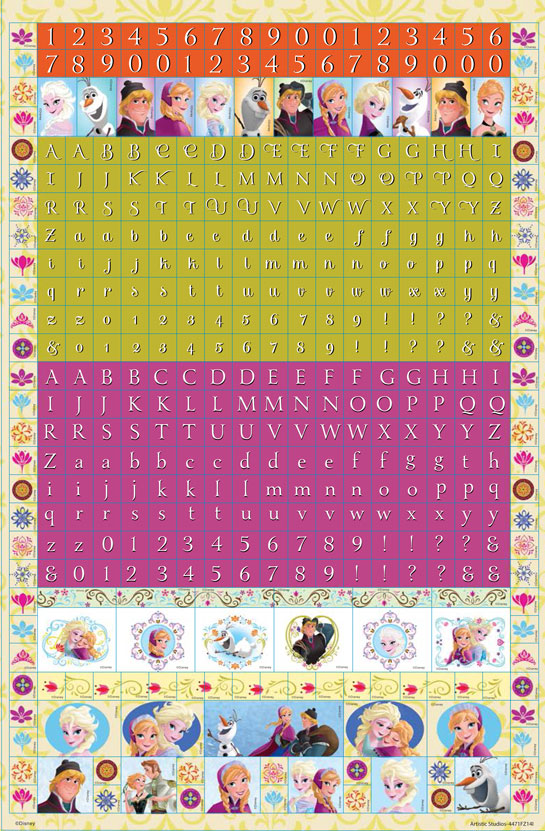 1 2 3 4 5 6 7 8 9 0 0 1 2 3 4 5 6
7 8 9 0 0 1 2 3 4 5 6 7 8 9 0 0 0
A A B B C C D D E E F F G G H H I
I J J K K L L M M N N O O P P Q Q
R R S S T T U U V V W W X X Y Y Z
Z a a b b c c d d e e f f g g h h
i i j j k k l l m m n n o o p p q
q r r s s t t u u v v w w x x y y
z z 0 1 2 3 4 5 6 7 8 9 ! ! ? ? &
& 0 1 2 3 4 5 6 7 8 9 ! ! ? ? & &
A A B B C C D D E E F F G G H H I
I J J K K L L M M N N O O P P Q Q
R R S S T T U U V V W W X X Y Y Z
Z a a b b c c d d e e f f g g t h
i i j j k k l l m m n n o o p p q
q r r s s t t u u v v w w x x y y
z z 0 1 2 3 4 5 6 7 8 9 ! ! ? ? &
& 0 1 2 3 4 5 6 7 8 9 ! ! ? ? & &
©Disney
Artistic Studios-4471FZ14I